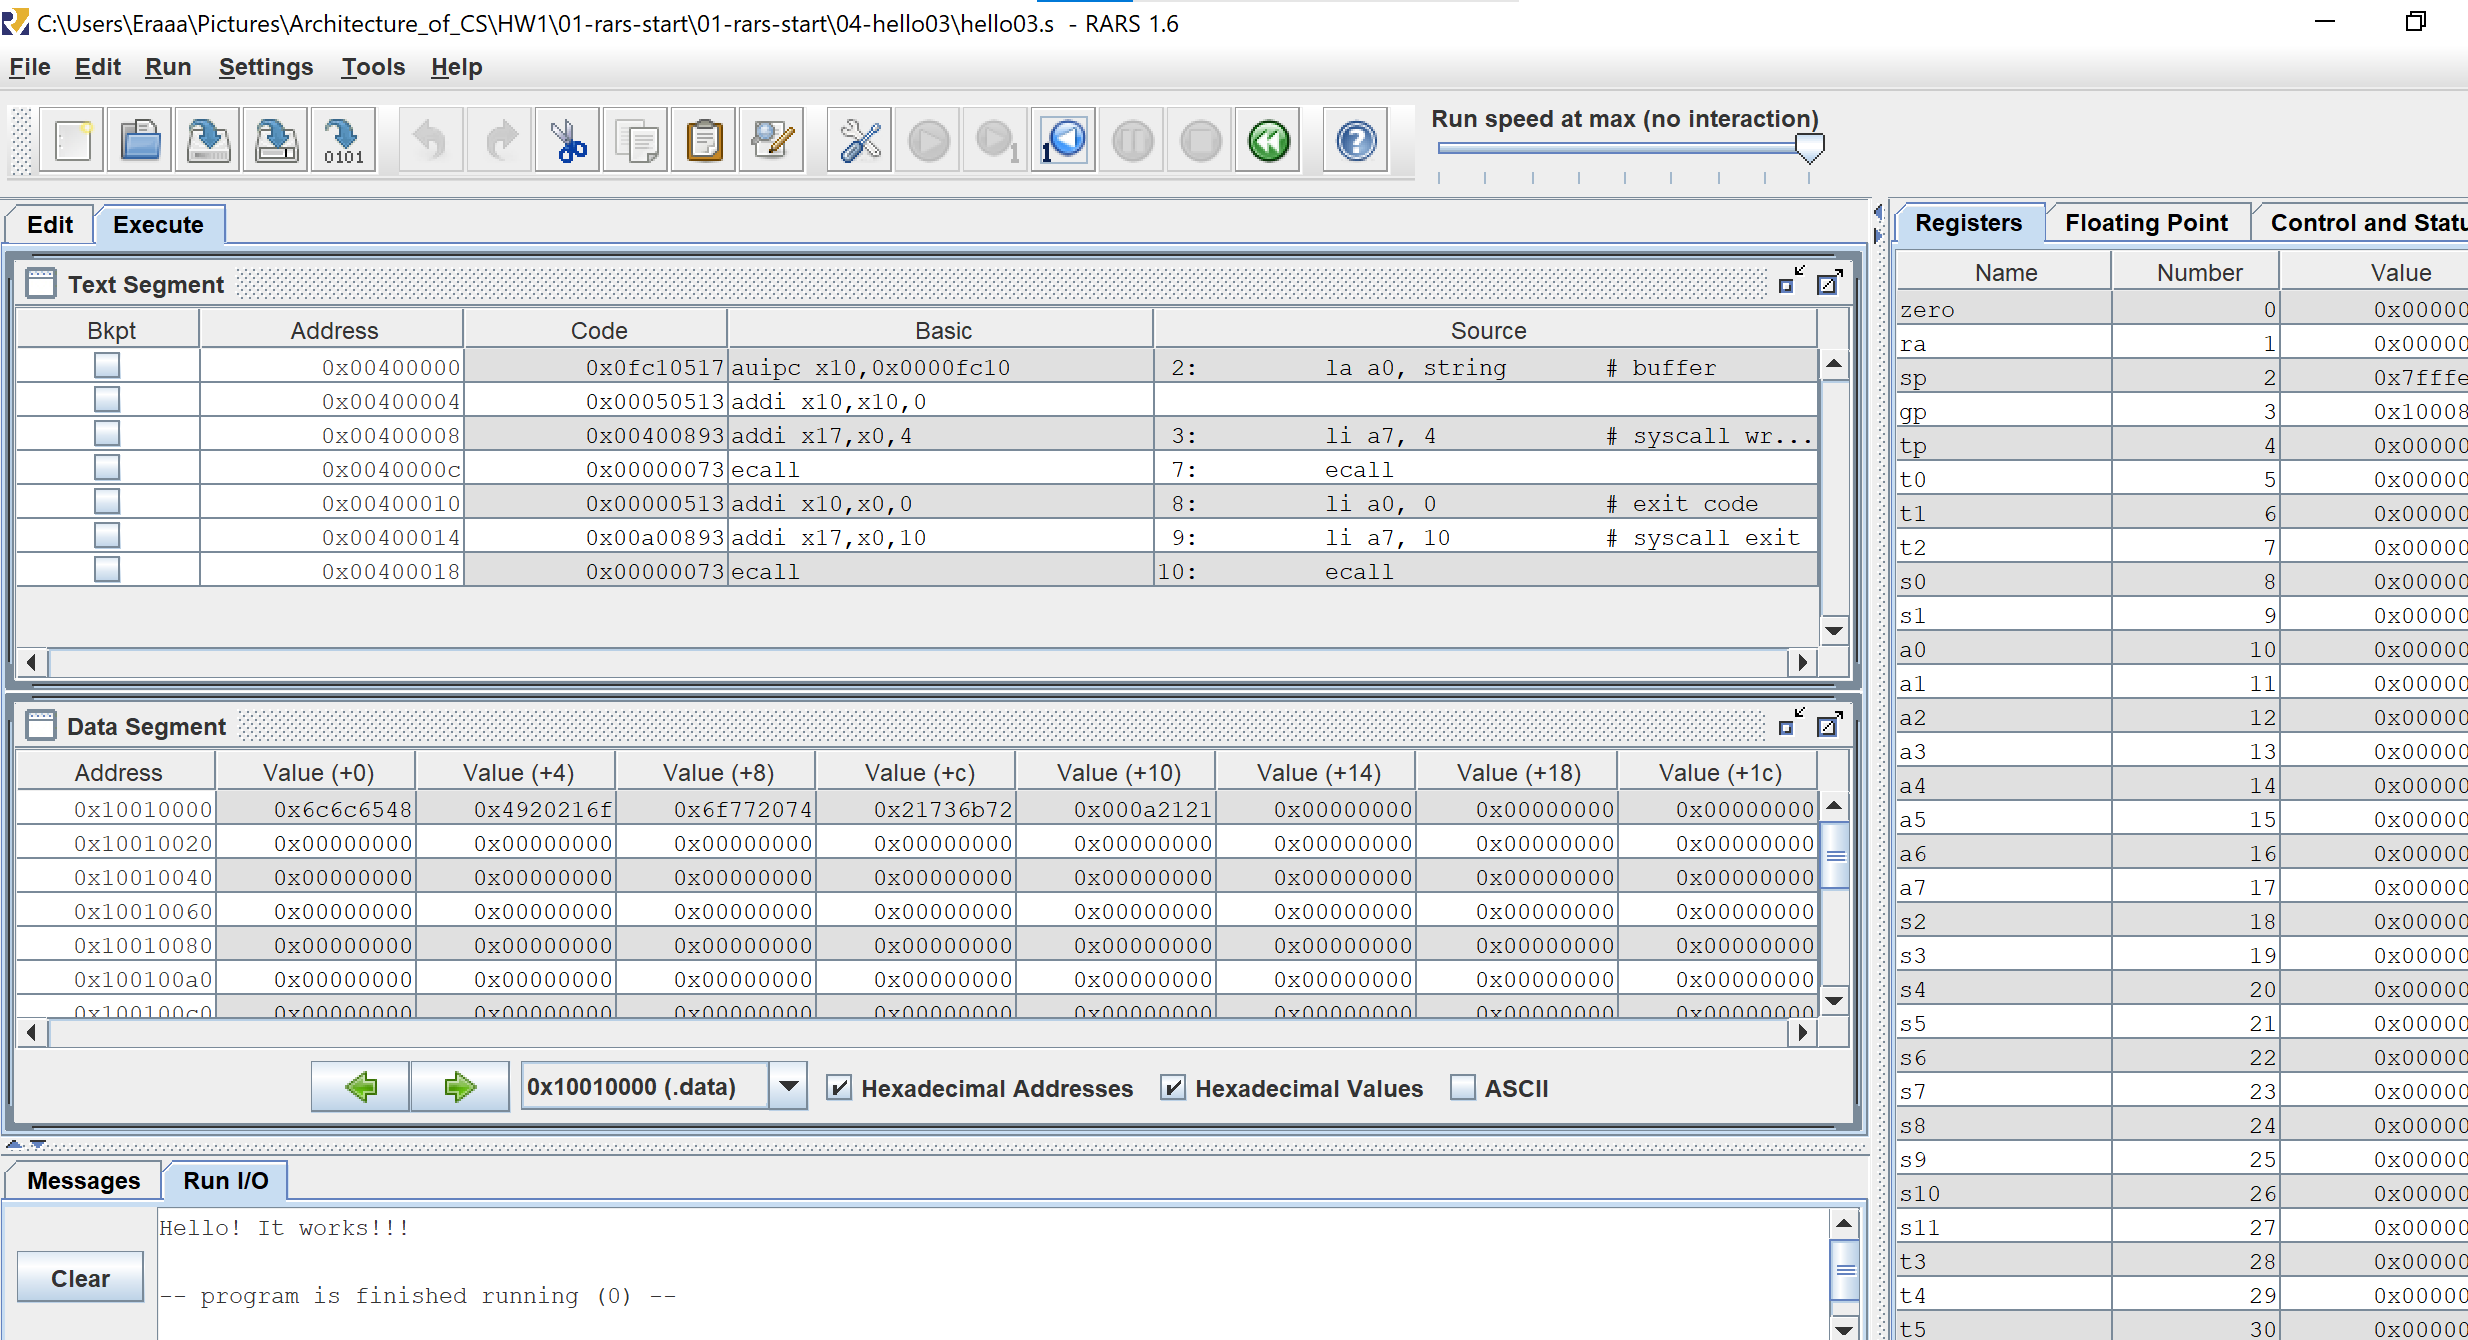 C:\Users\Eraaa\Pictures\Architecture_of_CS\HW1\01-rars-start\01-rars-start\04-hello03\hello03.s - RARS 1.6
File Edit Run Settings Tools Help
0101 1 1 ?
Run speed at max (no interaction)
Edit Execute
Text Segment
Bkpt Address Code Basic Source
0x00400000 0x0fc10517 auipc x10,0x0000fc10 2: la a0, string # buffer
0x00400004 0x00050513 addi x10,x10,0
0x00400008 0x00400893 addi x17,x0,4 3: li a7, 4 # syscall wr...
0x0040000c 0x00000073 ecall 7: ecall
0x00400010 0x00000513 addi x10,x0,0 8: li a0, 0 # exit code
0x00400014 0x00a00893 addi x17,x0,10 9: li a7, 10 # syscall exit
0x00400018 0x00000073 ecall 10: ecall
Data Segment
Address Value (+0) Value (+4) Value (+8) Value (+c) Value (+10) Value (+14) Value (+18) Value (+1c)
0x10010000 0x6c6c6548 0x4920216f 0x6f772074 0x21736b72 0x000a2121 0x00000000 0x00000000 0x00000000
0x10010020 0x00000000 0x00000000 0x00000000 0x00000000 0x00000000 0x00000000 0x00000000 0x00000000
0x10010040 0x00000000 0x00000000 0x00000000 0x00000000 0x00000000 0x00000000 0x00000000 0x00000000
0x10010060 0x00000000 0x00000000 0x00000000 0x00000000 0x00000000 0x00000000 0x00000000 0x00000000
0x10010080 0x00000000 0x00000000 0x00000000 0x00000000 0x00000000 0x00000000 0x00000000 0x00000000
0x100100a0 0x00000000 0x00000000 0x00000000 0x00000000 0x00000000 0x00000000 0x00000000 0x00000000
0x100100c0 0x00000000 0x00000000 0x00000000 0x00000000 0x00000000 0x00000000 0x00000000 0x00000000
0x10010000 (.data) Hexadecimal Addresses Hexadecimal Values ASCII
Messages Run I/O
Clear
Hello! It works!!!
-- program is finished running (0) --
Registers Floating Point Control and Statu
Name Number Value
zero 0 0x00000
ra 1 0x00000
sp 2 0x7fffe
gp 3 0x10008
tp 4 0x00000
t0 5 0x00000
t1 6 0x00000
t2 7 0x00000
s0 8 0x00000
s1 9 0x00000
a0 10 0x00000
a1 11 0x00000
a2 12 0x00000
a3 13 0x00000
a4 14 0x00000
a5 15 0x00000
a6 16 0x00000
a7 17 0x00000
s2 18 0x00000
s3 19 0x00000
s4 20 0x00000
s5 21 0x00000
s6 22 0x00000
s7 23 0x00000
s8 24 0x00000
s9 25 0x00000
s10 26 0x00000
s11 27 0x00000
t3 28 0x00000
t4 29 0x00000
t5 30 0x00000